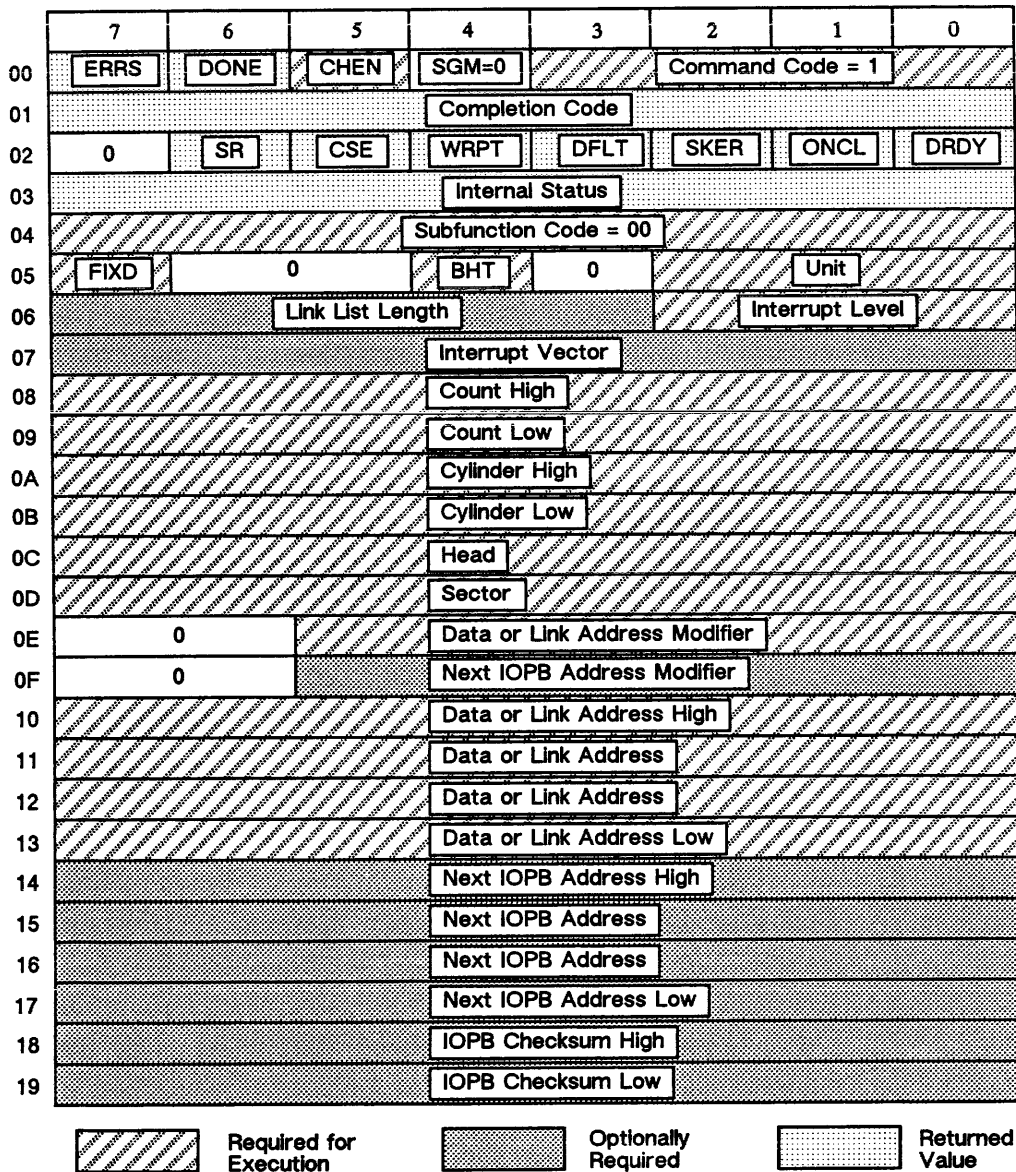 7 6 5 4 3 2 1 0
00 ERRS DONE CHEN SGM=0 Command Code = 1
01 Completion Code
02 0 SR CSE WRPT DFLT SKER ONCL DRDY
03 Internal Status
04 Subfunction Code = 00
05 FIXD 0 BHT 0 Unit
06 Link List Length Interrupt Level
07 Interrupt Vector
08 Count High
09 Count Low
0A Cylinder High
0B Cylinder Low
0C Head
0D Sector
0E 0 Data or Link Address Modifier
0F 0 Next IOPB Address Modifier
10 Data or Link Address High
11 Data or Link Address
12 Data or Link Address
13 Data or Link Address Low
14 Next IOPB Address High
15 Next IOPB Address
16 Next IOPB Address
17 Next IOPB Address Low
18 IOPB Checksum High
19 IOPB Checksum Low
Required for Execution
Optionally Required
Returned Value